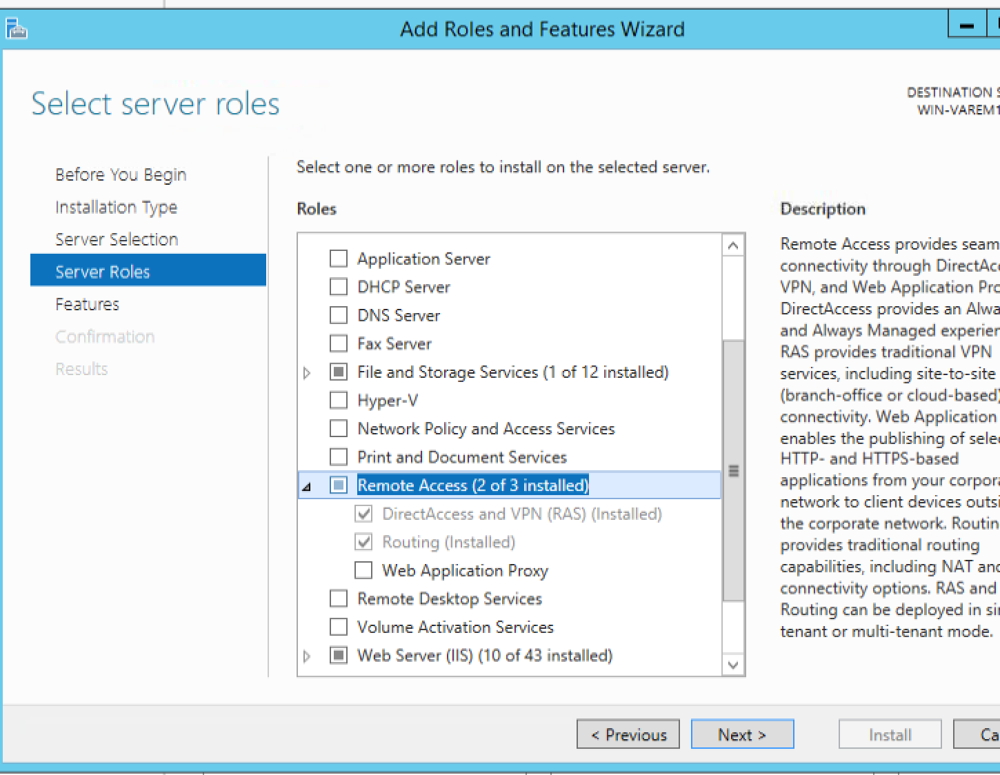 Add Roles and Features Wizard
Select server roles
DESTINATION
WIN-VAREM1
Before You Begin
Installation Type
Server Selection
Server Roles
Features
Confirmation
Results
Select one or more roles to install on the selected server.
Roles
Application Server
DHCP Server
DNS Server
Fax Server
File and Storage Services (1 of 12 installed)
Hyper-V
Network Policy and Access Services
Print and Document Services
Remote Access (2 of 3 installed)
DirectAccess and VPN (RAS) (Installed)
Routing (Installed)
Web Application Proxy
Remote Desktop Services
Volume Activation Services
Web Server (IIS) (10 of 43 installed)
Description
Remote Access provides seam
connectivity through DirectAcc
VPN, and Web Application Pro
DirectAccess provides an Alwa
and Always Managed experien
RAS provides traditional VPN
services, including site-to-site
(branch-office or cloud-based)
connectivity. Web Application
enables the publishing of selec
HTTP- and HTTPS-based
applications from your corpora
network to client devices outsi
the corporate network. Routin
provides traditional routing
capabilities, including NAT and
connectivity options. RAS and
Routing can be deployed in sin
tenant or multi-tenant mode.
< Previous
Next >
Install
Ca